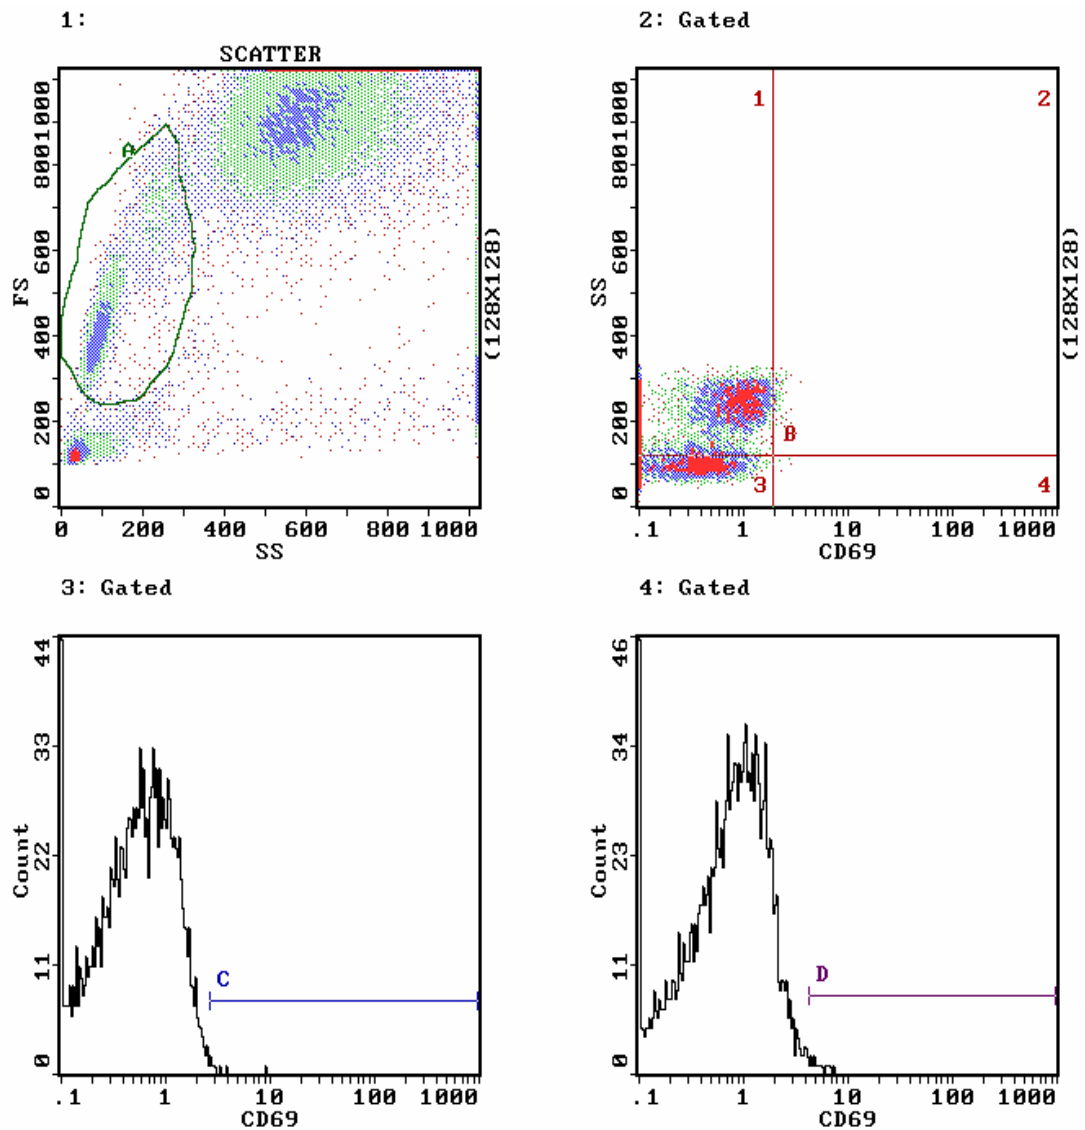 1:
2: Gated
SCATTER
A
FS
0 200 400 600 800 1000
0 200 400 600 800 1000
SS
(128X128)
1
2
B
3
4
SS
0 200 400 600 800 1000
.1 1 10 100 1000
CD69
(128X128)
3: Gated
4: Gated
Count
44
33
22
11
0
C
.1 1 10 100 1000
CD69
Count
46
34
23
11
0
D
.1 1 10 100 1000
CD69